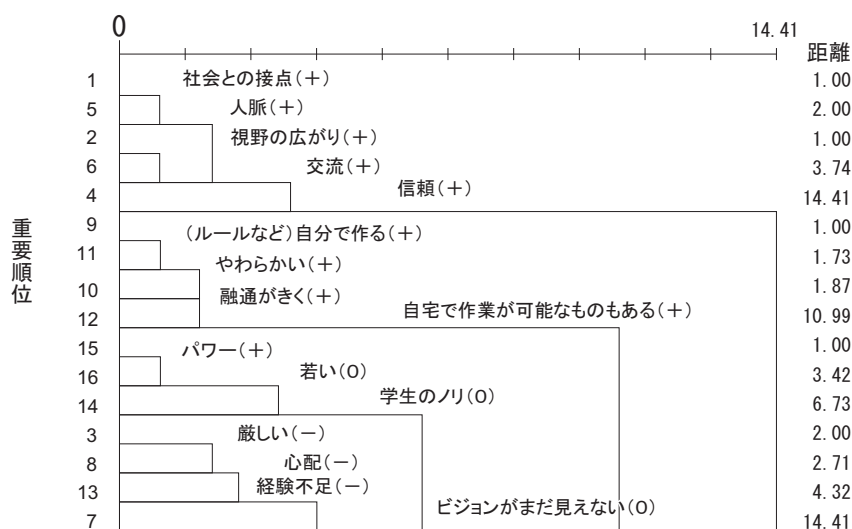 0 14.41
距離
1 社会との接点(+) 1.00
5 人脈(+) 2.00
2 視野の広がり(+) 1.00
6 交流(+) 3.74
4 信頼(+) 14.41
9 (ルールなど)自分で作る(+) 1.00
11 やわらかい(+) 1.73
10 融通がきく(+) 1.87
12 自宅で作業が可能なものもある(+) 10.99
15 パワー(+) 1.00
16 若い(0) 3.42
14 学生のノリ(0) 6.73
3 厳しい(-) 2.00
8 心配(-) 2.71
13 経験不足(-) 4.32
7 ビジョンがまだ見えない(0) 14.41
重要順位